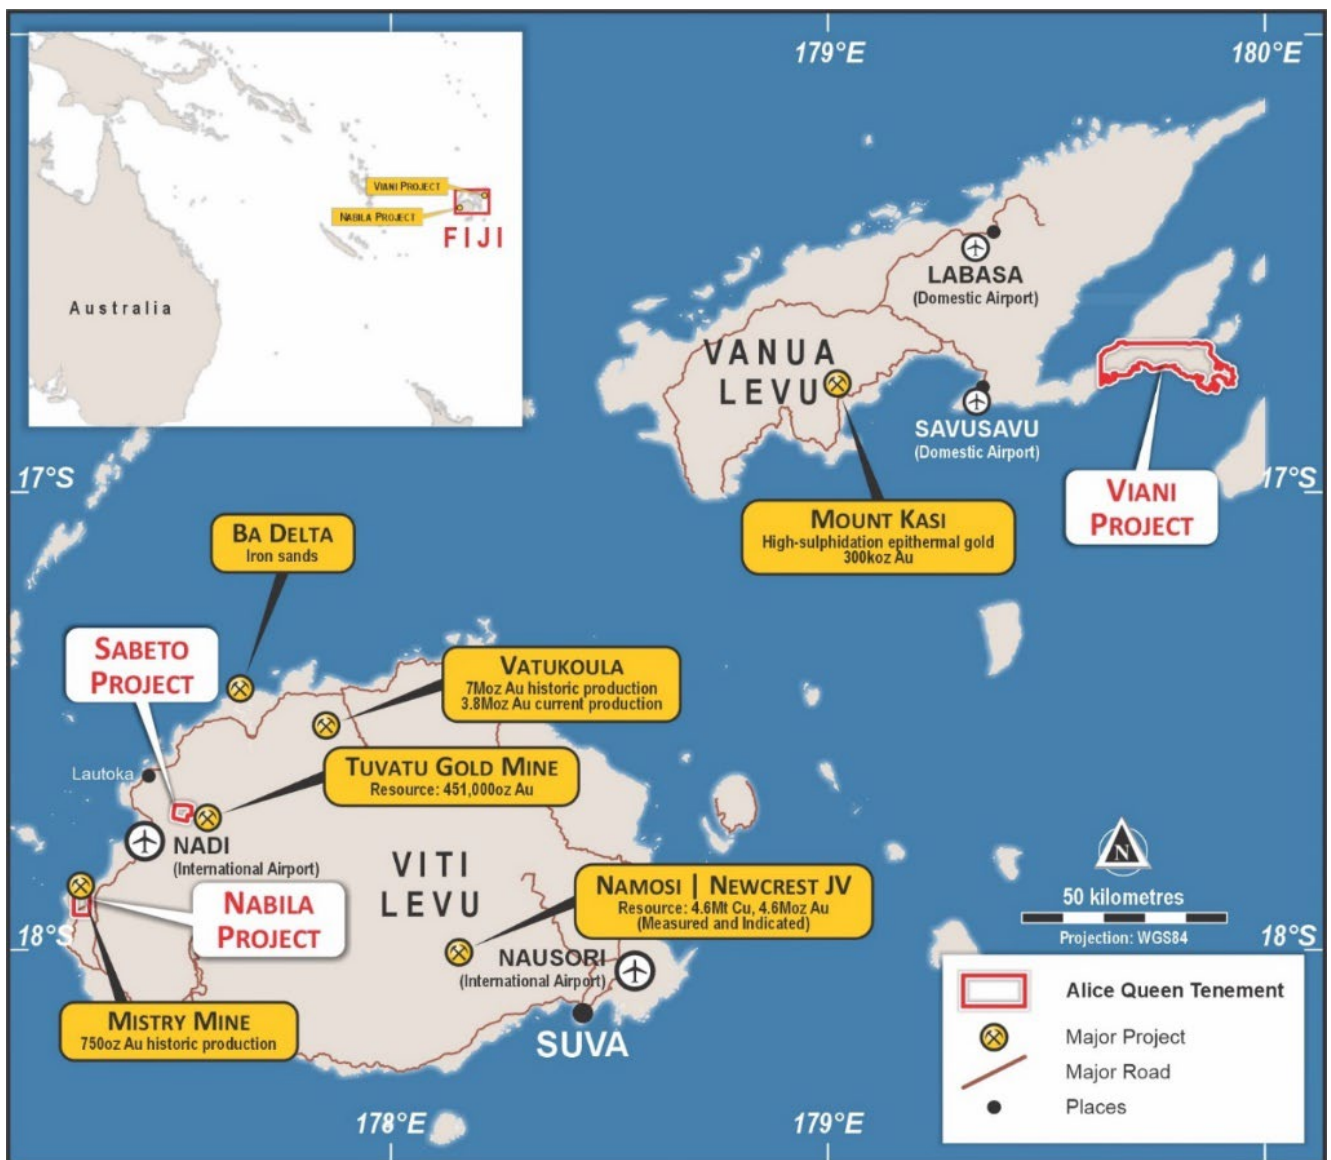 179°E
180°E
VIANI PROJECT
NABILA PROJECT
FIJI
Australia
LABASA
(Domestic Airport)
VANUA
LEVU
SAVUSAVU
(Domestic Airport)
17°S
17°S
VIANI
PROJECT
MOUNT KASI
High-sulphidation epithermal gold
300koz Au
BA DELTA
Iron sands
SABETO
PROJECT
VATUKOULA
7Moz Au historic production
3.8Moz Au current production
Lautoka
TUVATU GOLD MINE
Resource: 451,000oz Au
NADI
(International Airport)
VITI
LEVU
NABILA
PROJECT
NAMOSI | NEWCREST JV
Resource: 4.6Mt Cu, 4.6Moz Au
(Measured and Indicated)
N
50 kilometres
Projection: WGS84
18°S
18°S
NAUSORI
(International Airport)
MISTRY MINE
750oz Au historic production
SUVA
Alice Queen Tenement
Major Project
Major Road
Places
178°E
179°E